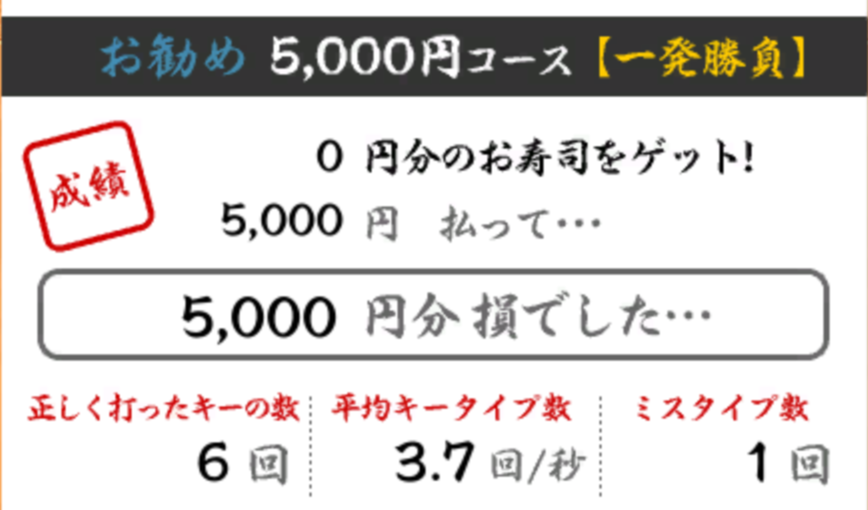 お勧め 5,000円コース【一発勝負】
成績
0 円分のお寿司をゲット!
5,000 円 払って…
5,000 円分 損でした…
正しく打ったキーの数 平均キータイプ数 ミスタイプ数
6 回 3.7 回/秒 1 回